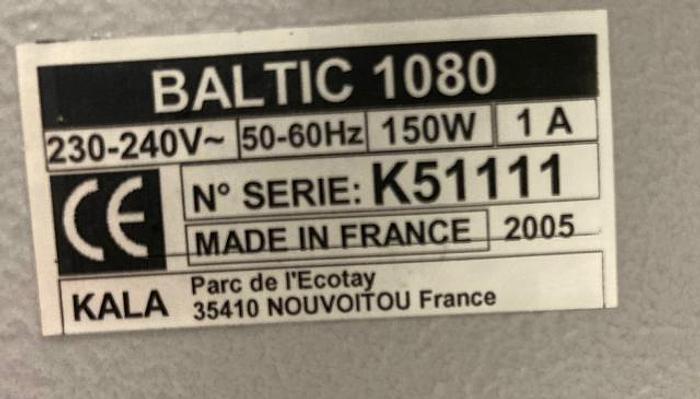 BALTIC 1080
230-240V~ 50-60Hz 150W 1 A
CE N° SERIE: K51111
MADE IN FRANCE 2005
KALA Parc de l'Ecotay
35410 NOUVOITOU France